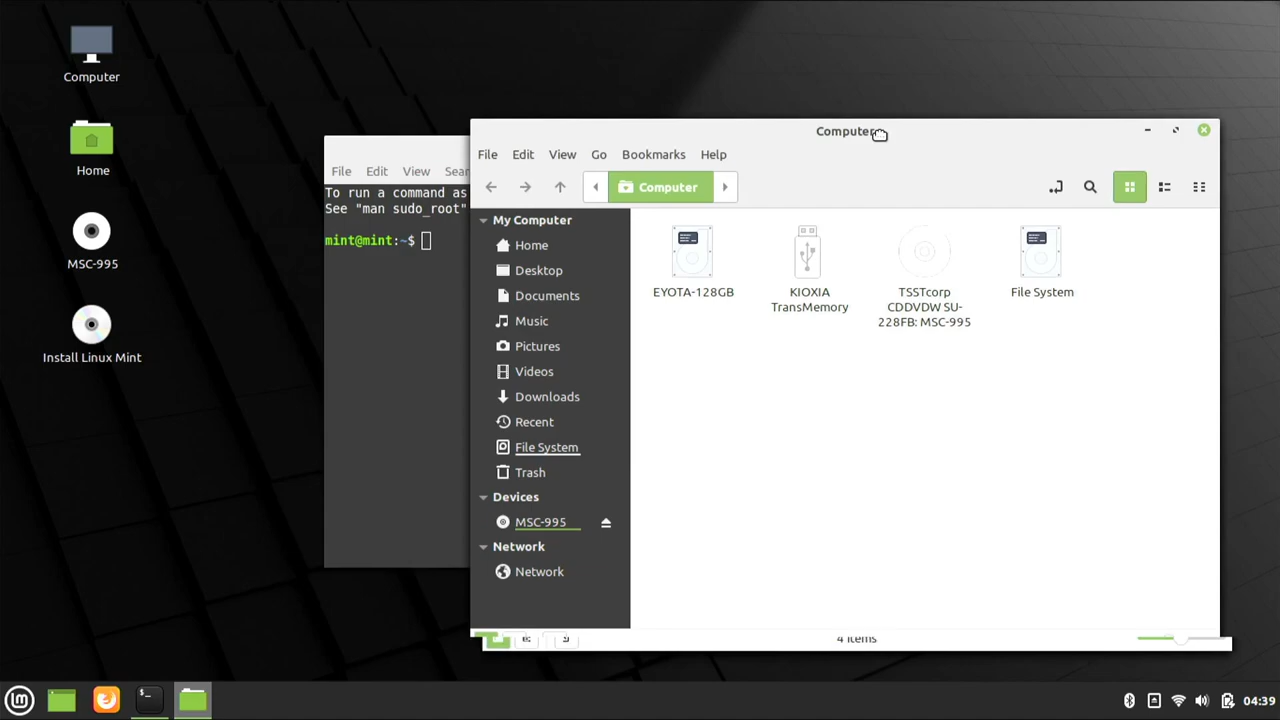 Computer
Home
MSC-995
Install Linux Mint
File Edit View Sear
To run a command as
See "man sudo_root"
mint@mint:~$
Computer
File Edit View Go Bookmarks Help
Computer
My Computer
Home
Desktop
Documents
Music
Pictures
Videos
Downloads
Recent
File System
Trash
Devices
MSC-995
Network
Network
EYOTA-128GB
KIOXIA
TransMemory
TSSTcorp
CDDVDW SU-
228FB: MSC-995
File System
4 items
$_
04:39